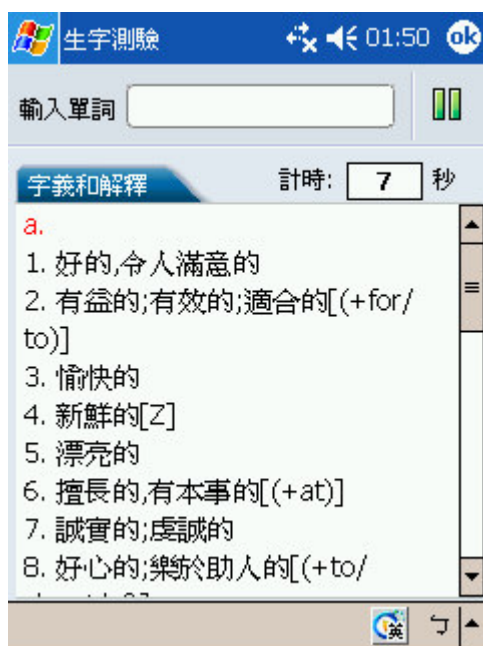 生字測驗 01:50 ok
輸入單詞
字義和解釋 計時: 7 秒
a.
1. 好的,令人滿意的
2. 有益的;有效的;適合的[(+for/
to)]
3. 愉快的
4. 新鮮的[Z]
5. 漂亮的
6. 擅長的,有本事的[(+at)]
7. 誠實的;虔誠的
8. 好心的;樂於助人的[(+to/
英 ㄅ